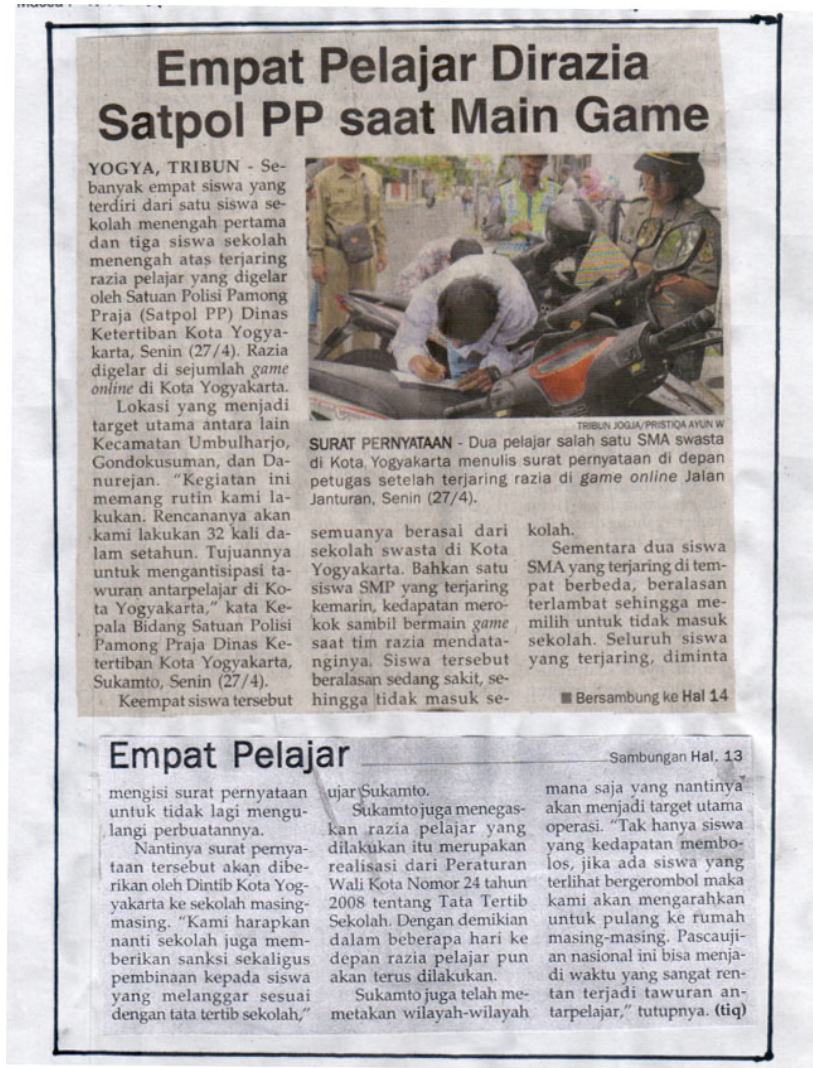 Empat Pelajar Dirazia
Satpol PP saat Main Game
YOGYA, TRIBUN - Se-
banyak empat siswa yang
terdiri dari satu siswa se-
kolah menengah pertama
dan tiga siswa sekolah
menengah atas terjaring
razia pelajar yang digelar
oleh Satuan Polisi Pamong
Praja (Satpol PP) Dinas
Ketertiban Kota Yogya-
karta, Senin (27/4). Razia
digelar di sejumlah game
online di Kota Yogyakarta.
Lokasi yang menjadi
target utama antara lain
Kecamatan Umbulharjo,
Gondokusuman, dan Da-
nurejan. “Kegiatan ini
memang rutin kami la-
kukan. Rencananya akan
kami lakukan 32 kali da-
lam setahun. Tujuannya
untuk mengantisipasi ta-
wuran antarpelajar di Ko-
ta Yogyakarta,” kata Ke-
pala Bidang Satuan Polisi
Pamong Praja Dinas Ke-
tertiban Kota Yogyakarta,
Sukamto, Senin (27/4).
Keempat siswa tersebut
TRIBUN JOGJA/PRISTIQA AYUN W
SURAT PERNYATAAN - Dua pelajar salah satu SMA swasta
di Kota Yogyakarta menulis surat pernyataan di depan
petugas setelah terjaring razia di game online Jalan
Janturan, Senin (27/4).
semuanya berasal dari
sekolah swasta di Kota
Yogyakarta. Bahkan satu
siswa SMP yang terjaring
kemarin, kedapatan mero-
kok sambil bermain game
saat tim razia mendata-
nginya. Siswa tersebut
beralasan sedang sakit, se-
hingga tidak masuk se-
kolah.
Sementara dua siswa
SMA yang terjaring di tem-
pat berbeda, beralasan
terlambat sehingga me-
milih untuk tidak masuk
sekolah. Seluruh siswa
yang terjaring, diminta
■ Bersambung ke Hal 14
Empat Pelajar
Sambungan Hal. 13
mengisi surat pernyataan
untuk tidak lagi mengu-
langi perbuatannya.
Nantinya surat pernya-
taan tersebut akan dibe-
rikan oleh Dintib Kota Yog-
yakarta ke sekolah masing-
masing. “Kami harapkan
nanti sekolah juga mem-
berikan sanksi sekaligus
pembinaan kepada siswa
yang melanggar sesuai
dengan tata tertib sekolah,”
ujar Sukamto.
Sukamto juga menegas-
kan razia pelajar yang
dilakukan itu merupakan
realisasi dari Peraturan
Wali Kota Nomor 24 tahun
2008 tentang Tata Tertib
Sekolah. Dengan demikian
dalam beberapa hari ke
depan razia pelajar pun
akan terus dilakukan.
Sukamto juga telah me-
metakan wilayah-wilayah
mana saja yang nantinya
akan menjadi target utama
operasi. “Tak hanya siswa
yang kedapatan membo-
los, jika ada siswa yang
terlihat bergerombol maka
kami akan mengarahkan
untuk pulang ke rumah
masing-masing. Pascauji-
an nasional ini bisa menja-
di waktu yang sangat ren-
tan terjadi tawuran an-
tarpelajar,” tutupnya. (tiq)